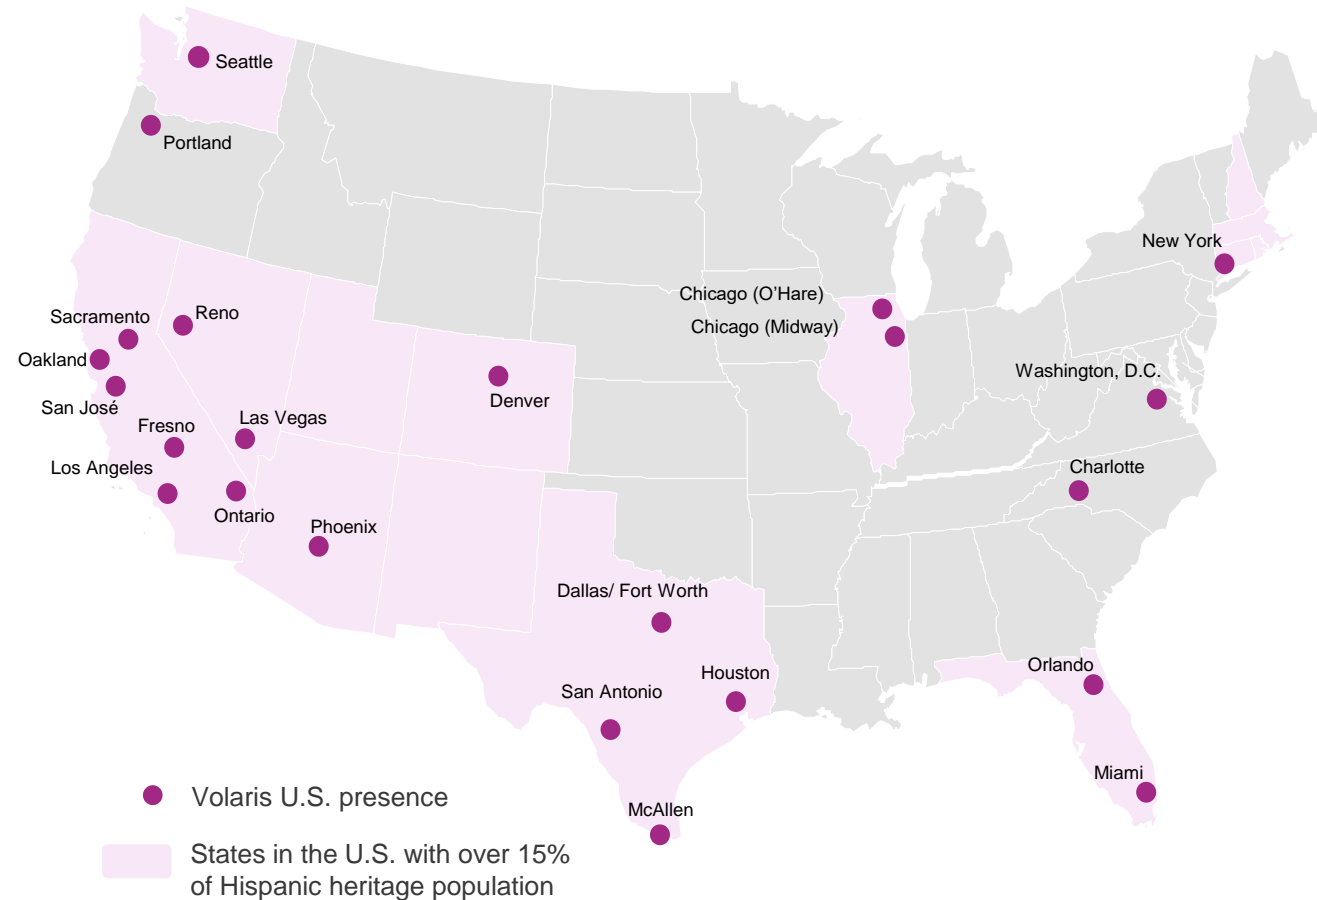 Seattle
Portland
New York
Chicago (O'Hare)
Reno
Sacramento
Chicago (Midway)
Oakland
Washington, D.C.
San José
Denver
Las Vegas
Fresno
Los Angeles
Charlotte
Ontario
Phoenix
Dallas/ Fort Worth
Orlando
Houston
San Antonio
Miami
McAllen
Volaris U.S. presence
States in the U.S. with over 15%
of Hispanic heritage population